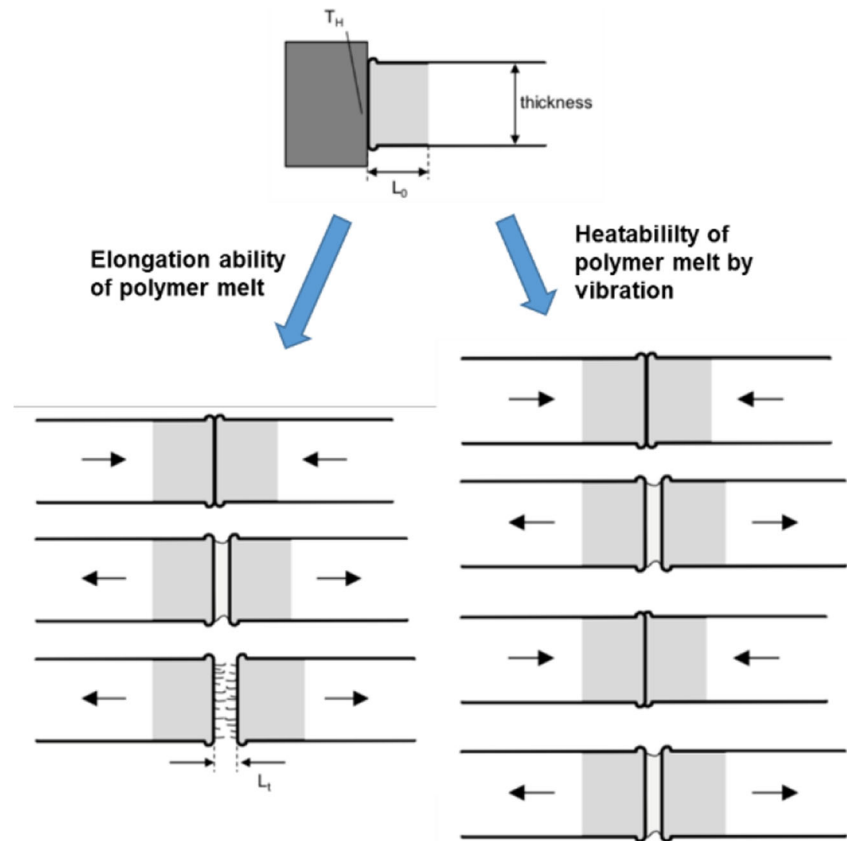 T_H
thickness
L_0
Elongation ability
of polymer melt
Heatabililty of
polymer melt by
vibration
L_t